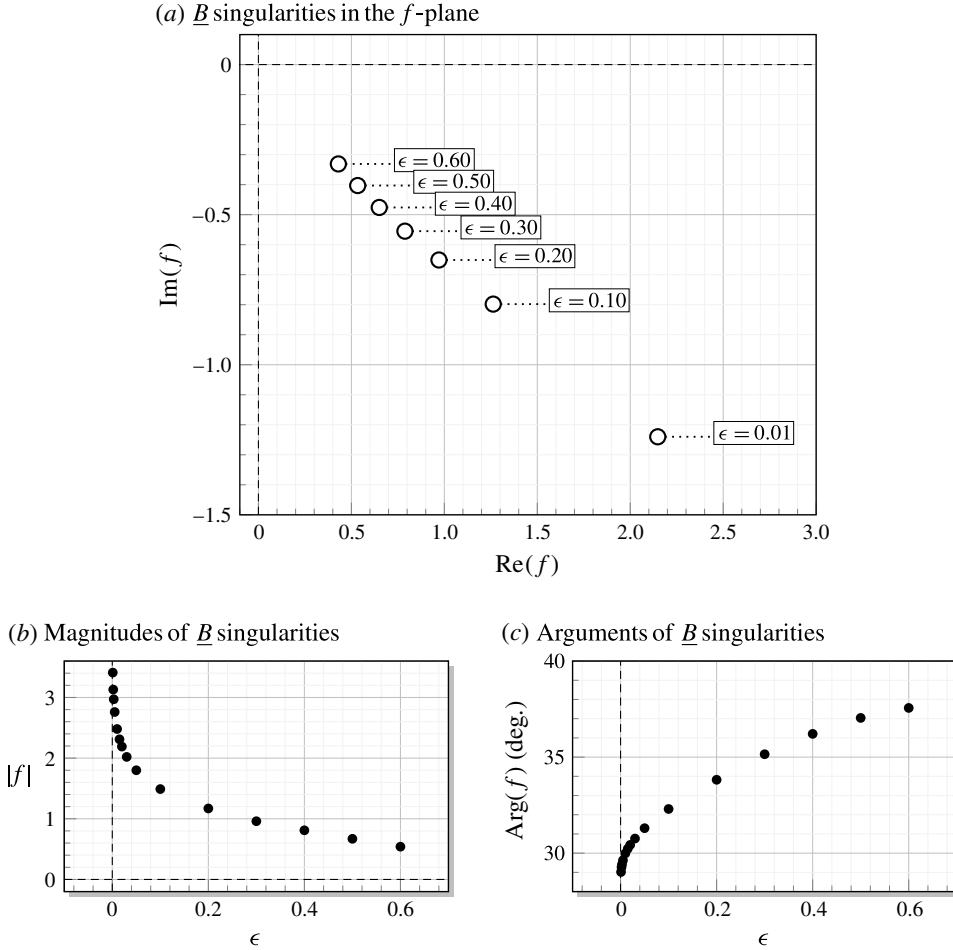 (a) B singularities in the f-plane
0
ϵ = 0.60
ϵ = 0.50
ϵ = 0.40
−0.5
ϵ = 0.30
ϵ = 0.20
Im(f)
ϵ = 0.10
−1.0
ϵ = 0.01
−1.5
0 0.5 1.0 1.5 2.0 2.5 3.0
Re(f)
(b) Magnitudes of B singularities
3
2
|f|
1
0
0 0.2 0.4 0.6
ϵ
(c) Arguments of B singularities
40
35
Arg(f) (deg.)
30
0 0.2 0.4 0.6
ϵ